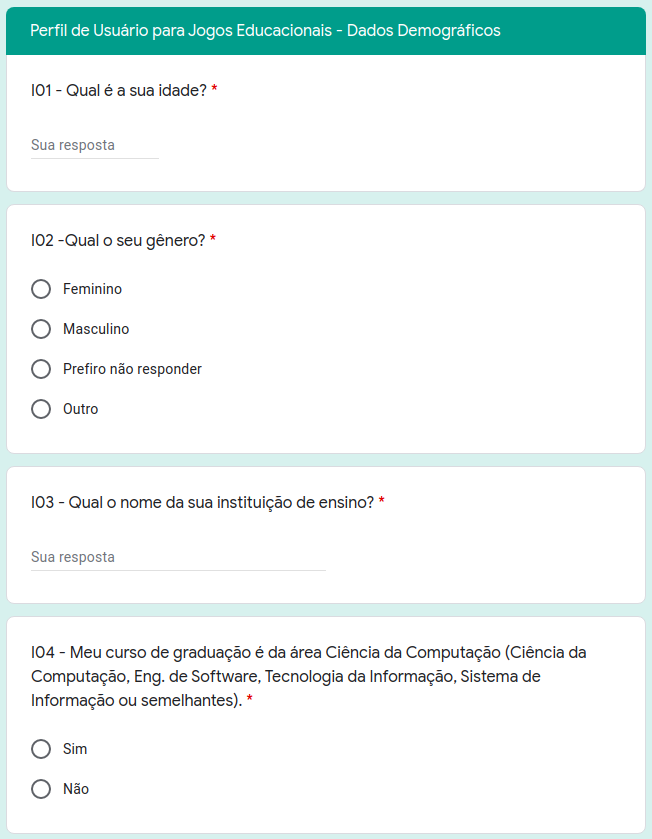 Perfil de Usuário para Jogos Educacionais - Dados Demográficos
I01 - Qual é a sua idade? *
Sua resposta
I02 -Qual o seu gênero? *
Feminino
Masculino
Prefiro não responder
Outro
I03 - Qual o nome da sua instituição de ensino? *
Sua resposta
I04 - Meu curso de graduação é da área Ciência da Computação (Ciência da
Computação, Eng. de Software, Tecnologia da Informação, Sistema de
Informação ou semelhantes). *
Sim
Não